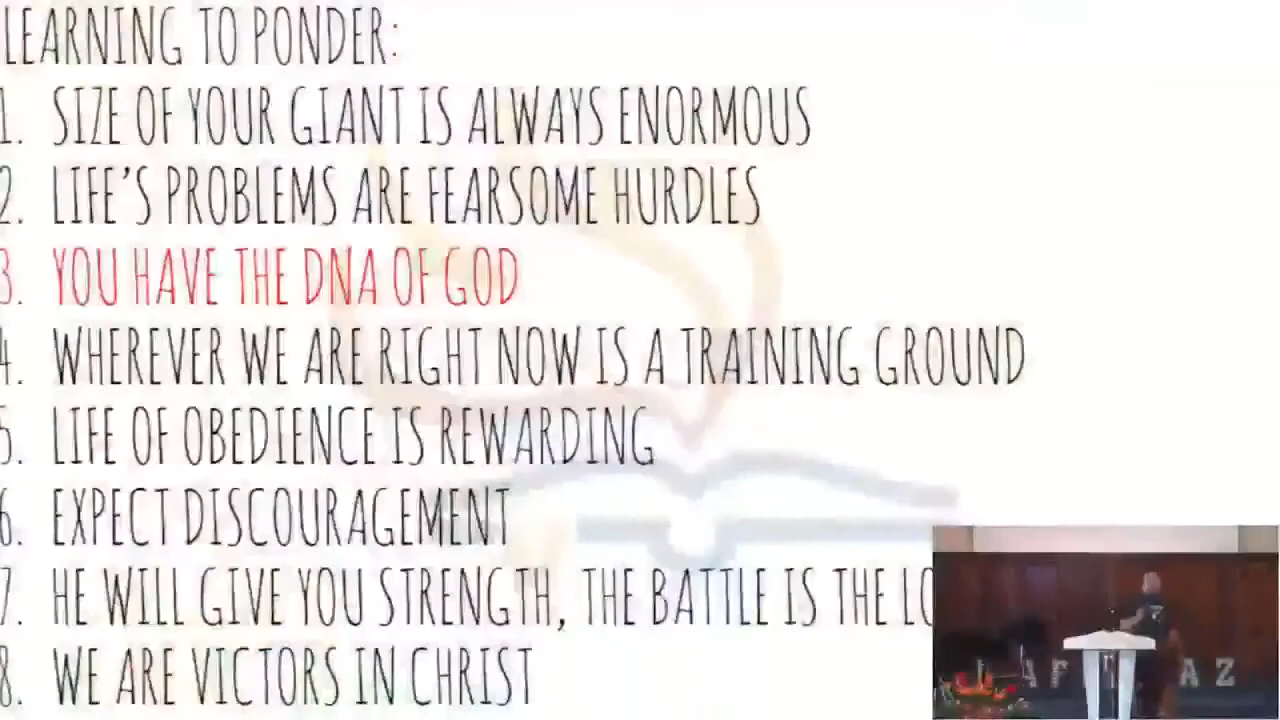 LEARNING TO PONDER:
1. SIZE OF YOUR GIANT IS ALWAYS ENORMOUS
2. LIFE'S PROBLEMS ARE FEARSOME HURDLES
3. YOU HAVE THE DNA OF GOD
4. WHEREVER WE ARE RIGHT NOW IS A TRAINING GROUND
5. LIFE OF OBEDIENCE IS REWARDING
6. EXPECT DISCOURAGEMENT
7. HE WILL GIVE YOU STRENGTH, THE BATTLE IS THE
8. WE ARE VICTORS IN CHRIST